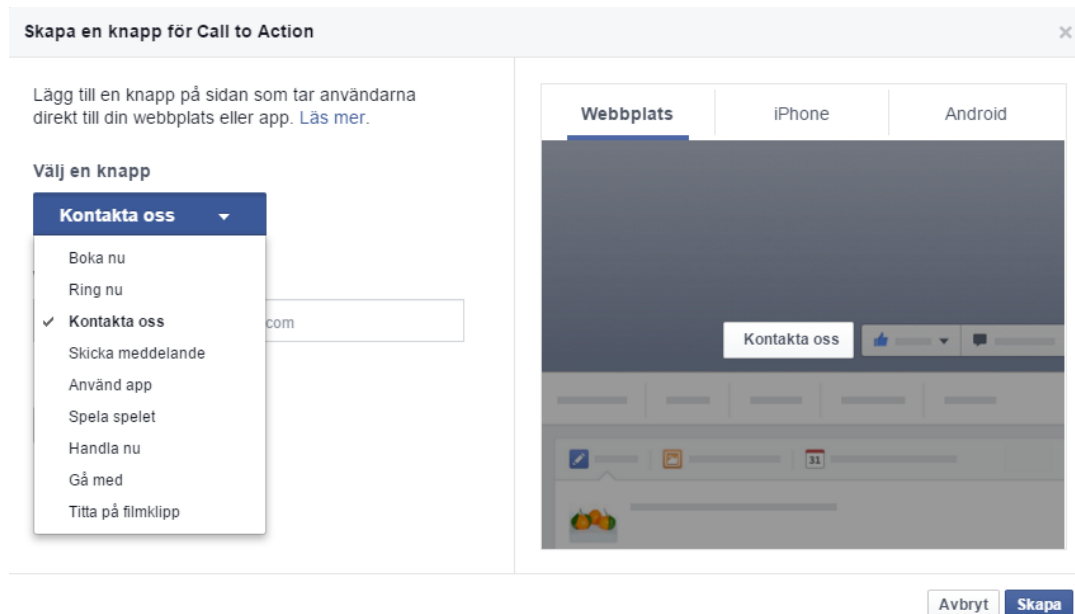 Skapa en knapp för Call to Action
Lägg till en knapp på sidan som tar användarna
direkt till din webbplats eller app. Läs mer.
Välj en knapp
Kontakta oss
Boka nu
Ring nu
Kontakta oss
com
Skicka meddelande
Använd app
Spela spelet
Handla nu
Gå med
Titta på filmklipp
Webbplats iPhone Android
Kontakta oss
31
Avbryt Skapa